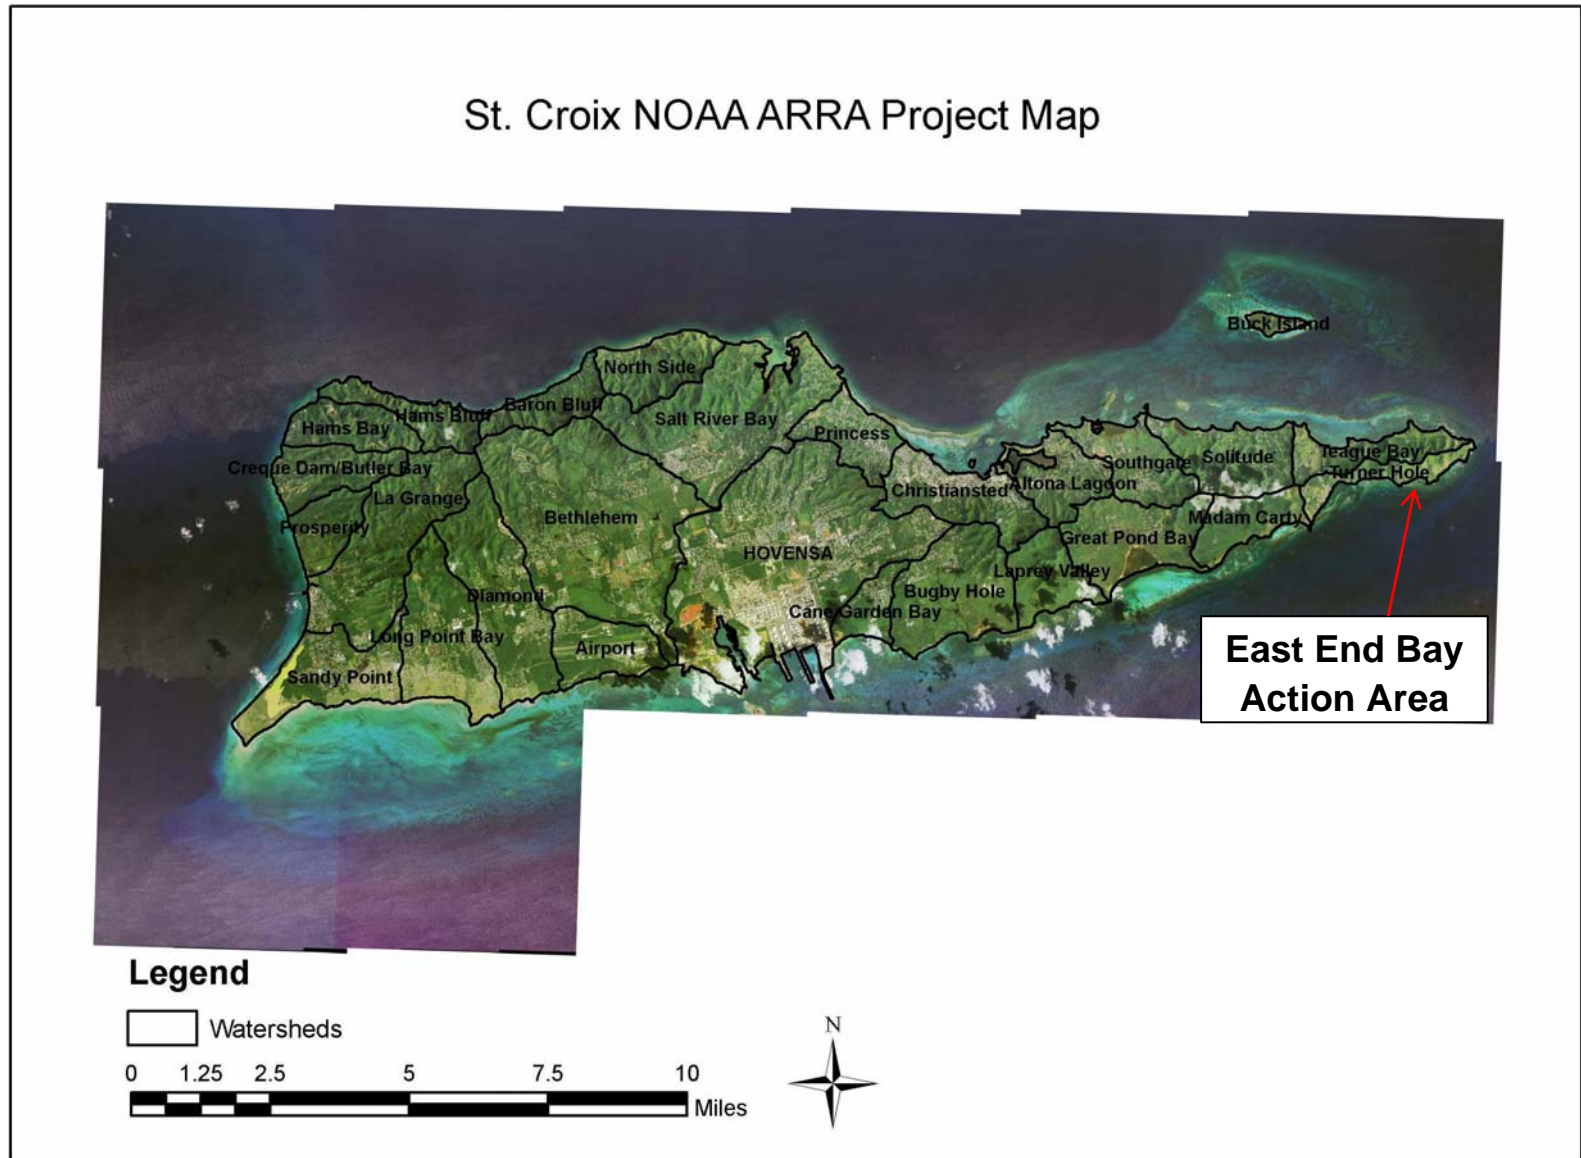 St. Croix NOAA ARRA Project Map
Buck Island
North Side
Baron Bluff
Hams Bluff
Hams Bay
Salt River Bay
Princess
Creque Dam/Butler Bay
La Grange
Prosperity
Bethlehem
Christiansted
Altona Lagoon
Southgate
Solitude
Teague Bay
Turner Hole
Madam Carty
Great Pond Bay
HOVENSA
Laprey Valley
Bugby Hole
Cane Garden Bay
Diamond
Long Point Bay
Airport
Sandy Point
East End Bay
Action Area
Legend
Watersheds
0 1.25 2.5 5 7.5 10
Miles
N